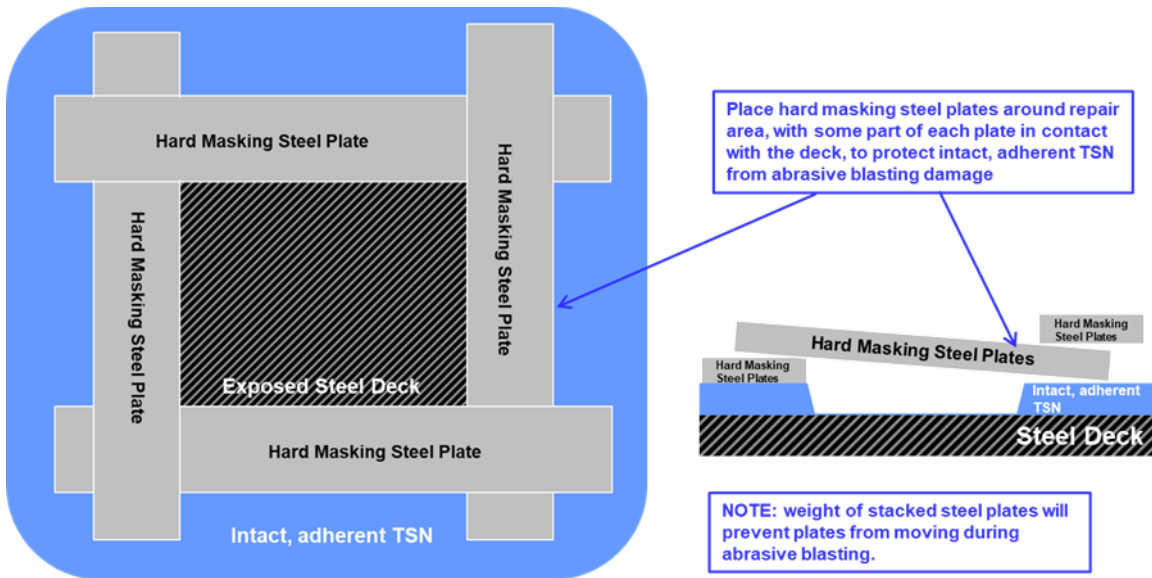 Hard Masking Steel Plate
Hard Masking Steel Plate
Hard Masking Steel Plate
Exposed Steel Deck
Hard Masking Steel Plate
Intact, adherent TSN
Place hard masking steel plates around repair
area, with some part of each plate in contact
with the deck, to protect intact, adherent TSN
from abrasive blasting damage
Hard Masking
Steel Plates
Hard Masking Steel Plates
Hard Masking
Steel Plates
Intact, adherent
TSN
Steel Deck
NOTE: weight of stacked steel plates will
prevent plates from moving during
abrasive blasting.